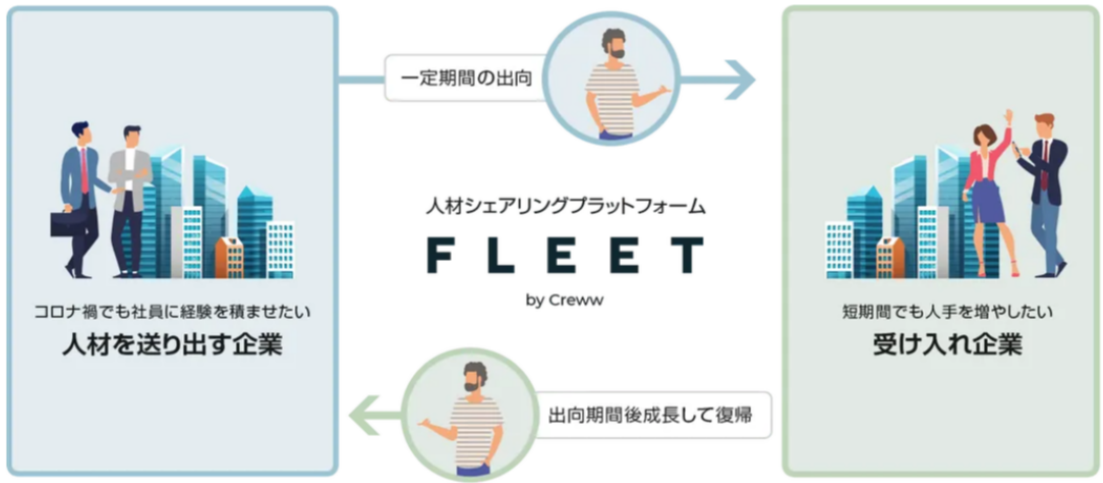 一定期間の出向
人材シェアリングプラットフォーム
FLEET
by Creww
コロナ禍でも社員に経験を積ませたい
人材を送り出す企業
短期間でも人手を増やしたい
受け入れ企業
出向期間後成長して復帰